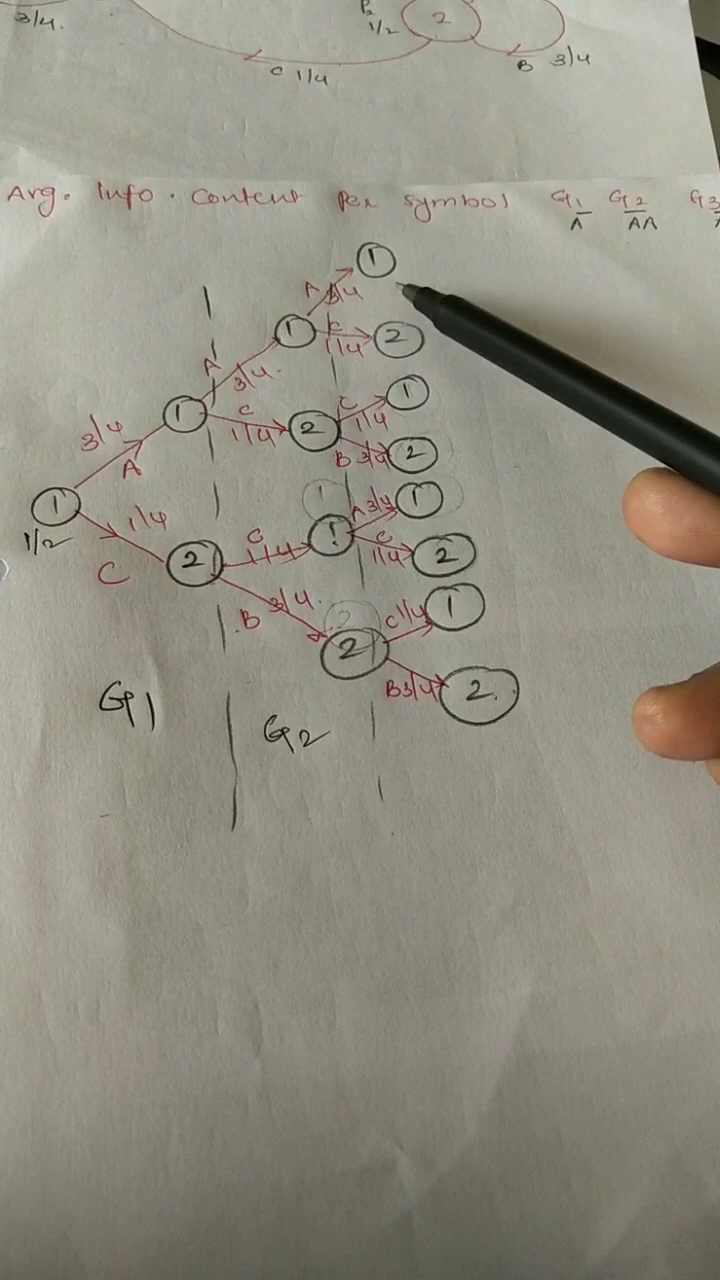 3/4.
P2
1/2
2
C 1/4
B 3/4
Avg. Info. Content per symbol G1 G2 G3
A AA
1
A 3/4
1
C 1/4
2
A 3/4.
1
C 1/4
1
3/4 A
C 1/4
2
B 3/4
2
1
1/2
1/4
C
2
C 1/4
1
A 3/4
1
C 1/4
2
B 3/4.
2
C 1/4
1
B 3/4
2.
G1
G2